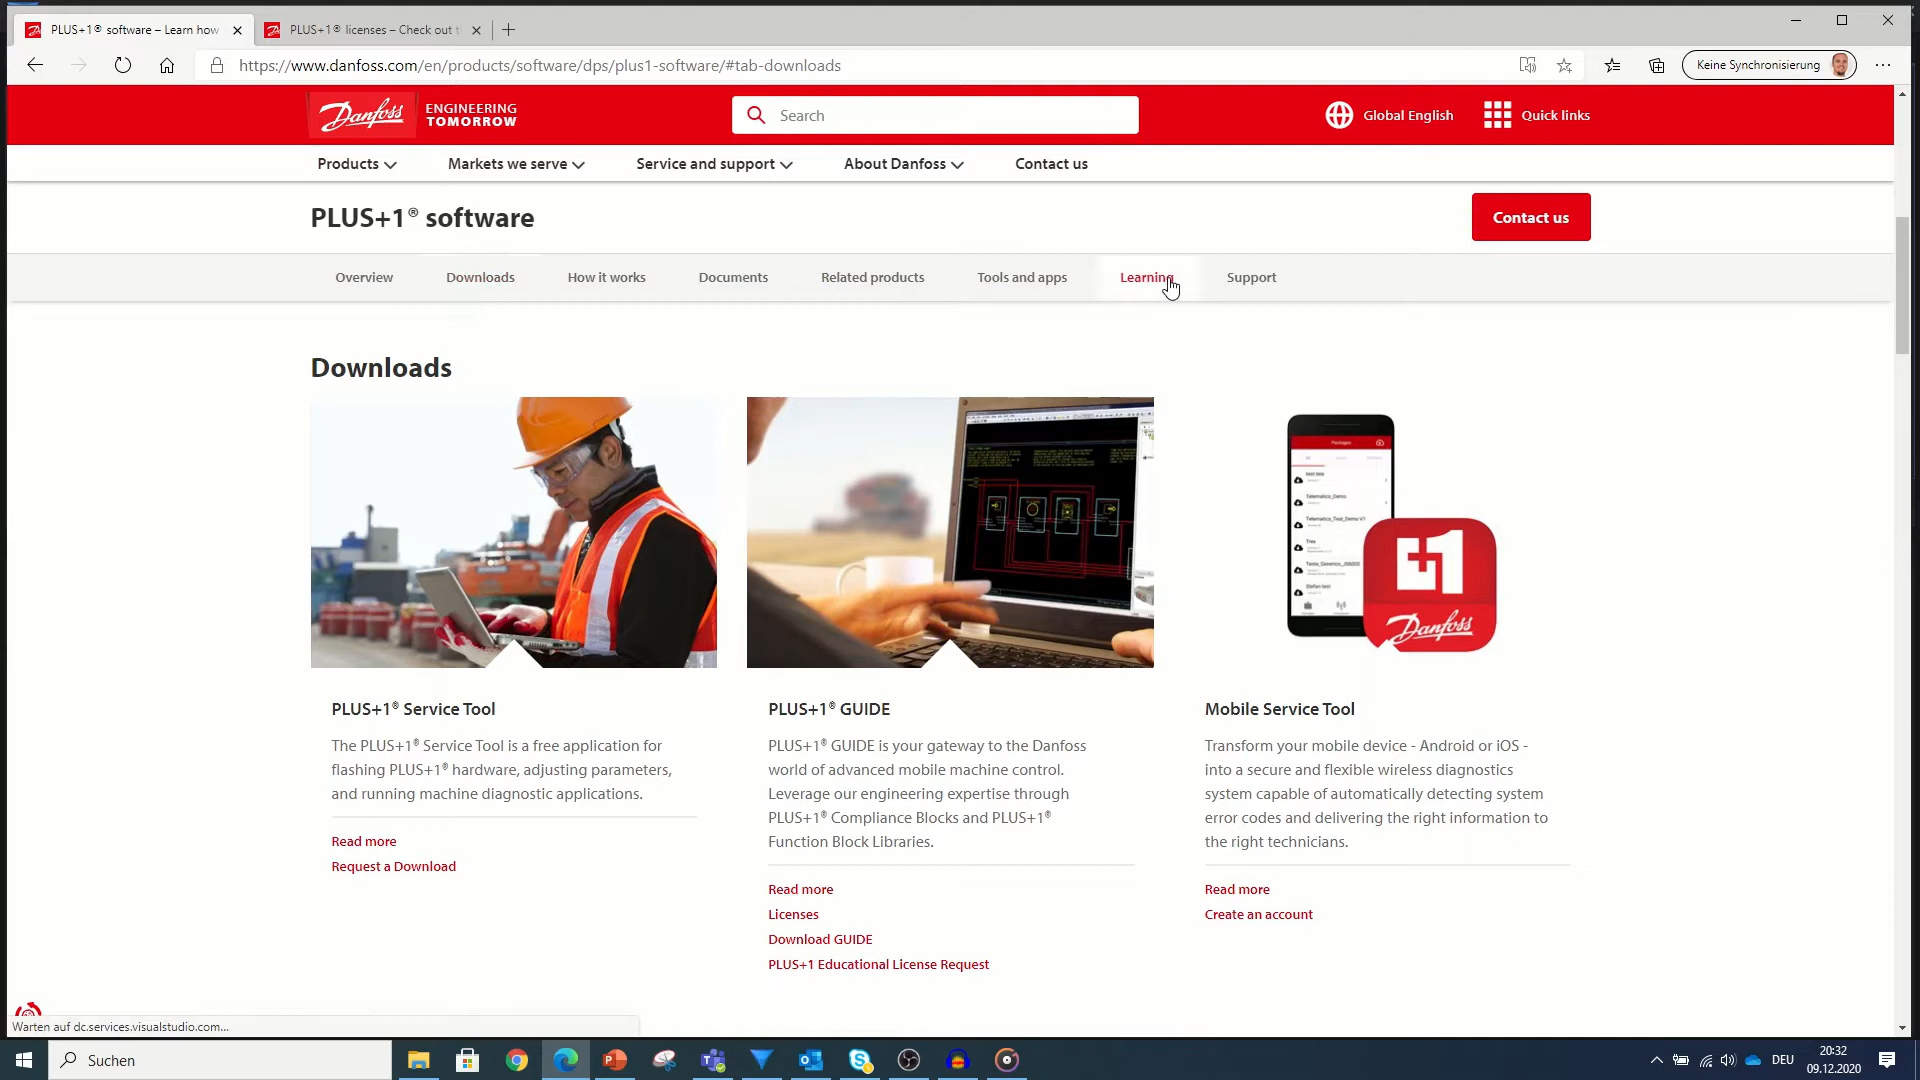 PLUS+1® software – Learn how
PLUS+1® licenses – Check out t
https://www.danfoss.com/en/products/software/dps/plus1-software/#tab-downloads
Keine Synchronisierung
Danfoss
ENGINEERING
TOMORROW
Search
Global English
Quick links
Products
Markets we serve
Service and support
About Danfoss
Contact us
PLUS+1® software
Contact us
Overview
Downloads
How it works
Documents
Related products
Tools and apps
Learning
Support
Downloads
Packages
Telematics_Demo
Danfoss
PLUS+1® Service Tool
The PLUS+1® Service Tool is a free application for
flashing PLUS+1® hardware, adjusting parameters,
and running machine diagnostic applications.
Read more
Request a Download
PLUS+1® GUIDE
PLUS+1® GUIDE is your gateway to the Danfoss
world of advanced mobile machine control.
Leverage our engineering expertise through
PLUS+1® Compliance Blocks and PLUS+1®
Function Block Libraries.
Read more
Licenses
Download GUIDE
PLUS+1 Educational License Request
Mobile Service Tool
Transform your mobile device - Android or iOS -
into a secure and flexible wireless diagnostics
system capable of automatically detecting system
error codes and delivering the right information to
the right technicians.
Read more
Create an account
Warten auf dc.services.visualstudio.com...
Suchen
DEU
20:32
09.12.2020